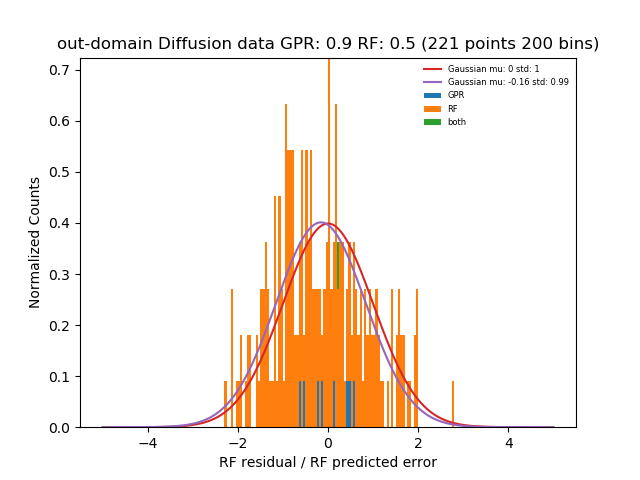 out-domain Diffusion data GPR: 0.9 RF: 0.5 (221 points 200 bins)
Gaussian mu: 0 std: 1
Gaussian mu: -0.16 std: 0.99
GPR
RF
both
Normalized Counts
0.7
0.6
0.5
0.4
0.3
0.2
0.1
0.0
−4 −2 0 2 4
RF residual / RF predicted error